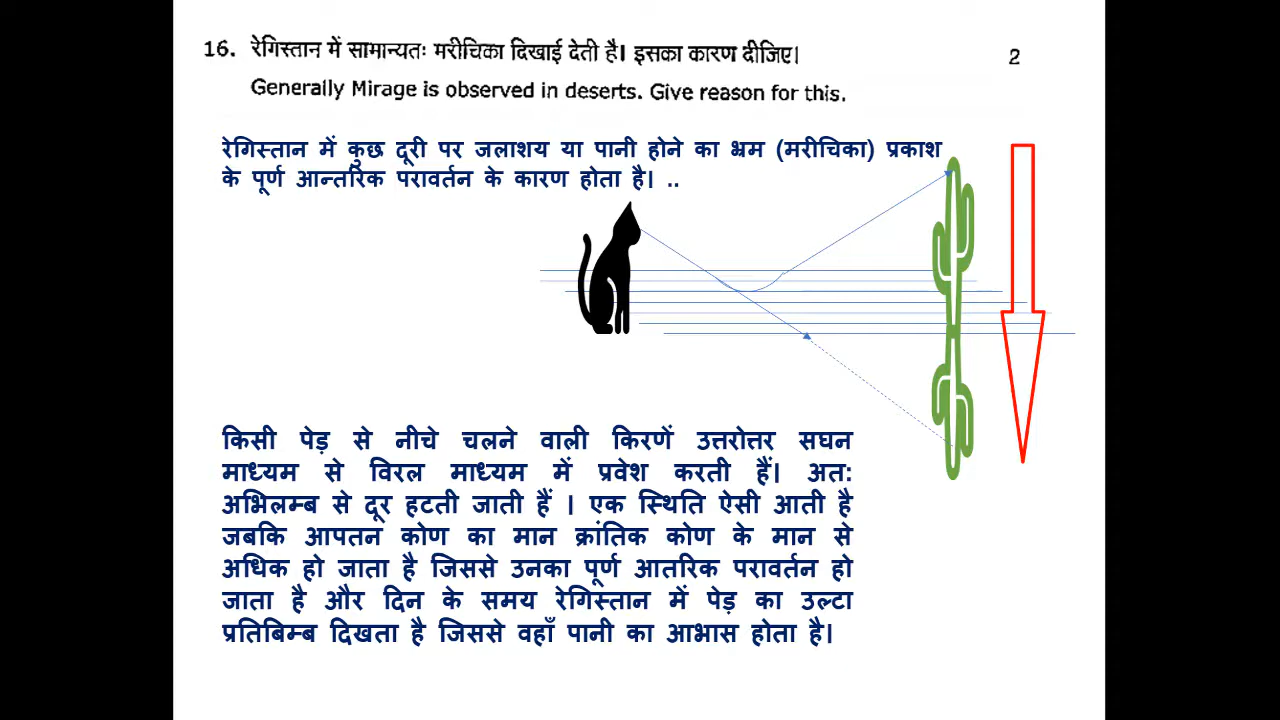 16. रेगिस्तान में सामान्यतः मरीचिका दिखाई देती है। इसका कारण दीजिए। 2
Generally Mirage is observed in deserts. Give reason for this.
रेगिस्तान में कुछ दूरी पर जलाशय या पानी होने का भ्रम (मरीचिका) प्रकाश
के पूर्ण आन्तरिक परावर्तन के कारण होता है। ..
किसी पेड़ से नीचे चलने वाली किरणें उत्तरोत्तर सघन
माध्यम से विरल माध्यम में प्रवेश करती हैं। अत:
अभिलम्ब से दूर हटती जाती हैं । एक स्थिति ऐसी आती है
जबकि आपतन कोण का मान क्रांतिक कोण के मान से
अधिक हो जाता है जिससे उनका पूर्ण आतरिक परावर्तन हो
जाता है और दिन के समय रेगिस्तान में पेड़ का उल्टा
प्रतिबिम्ब दिखता है जिससे वहाँ पानी का आभास होता है।